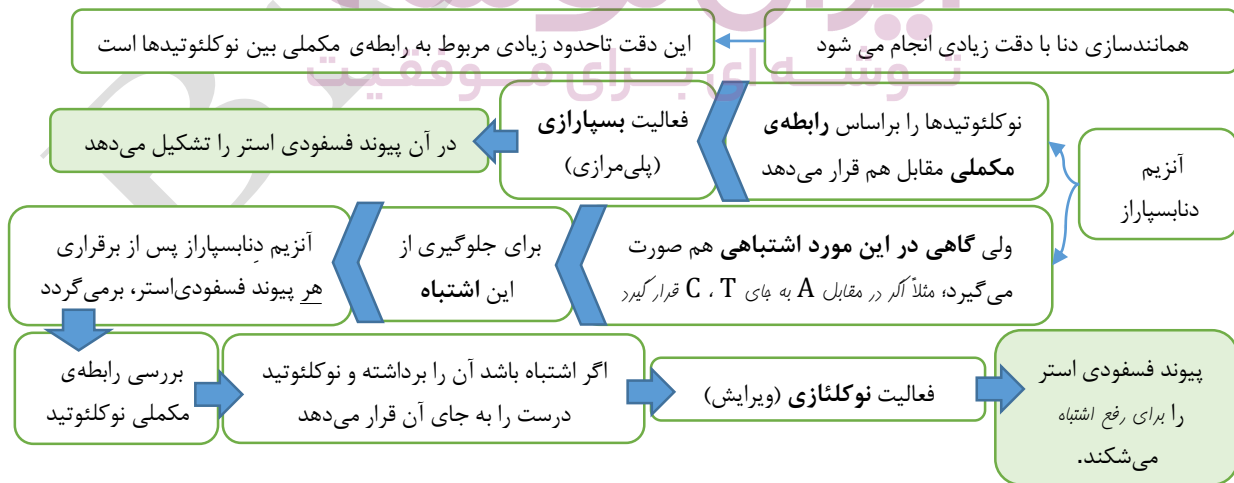 همانندسازی دنا با دقت زیادی انجام می شود
این دقت تاحدود زیادی مربوط به رابطه‌ی مکملی بین نوکلئوتیدها است
توشه ای برای موفقیت
آنزیم
دنابسپاراز
نوکلئوتیدها را براساس رابطه‌ی
مکملی مقابل هم قرار می‌دهد
فعالیت بسپارازی
(پلی‌مرازی)
در آن پیوند فسفودی استر را تشکیل می‌دهد
ولی گاهی در این مورد اشتباهی هم صورت
می‌گیرد؛ مثلاً اگر در مقابل A به جای T ، C قرار گیرد
برای جلوگیری از
این اشتباه
آنزیم دِنابسپاراز پس از برقراری
هر پیوند فسفودی‌استر، برمی‌گردد
بررسی رابطه‌ی
مکملی نوکلئوتید
اگر اشتباه باشد آن را برداشته و نوکلئوتید
درست را به جای آن قرار می‌دهد
فعالیت نوکلئازی (ویرایش)
پیوند فسفودی استر
را برای رفع اشتباه
می‌شکند.